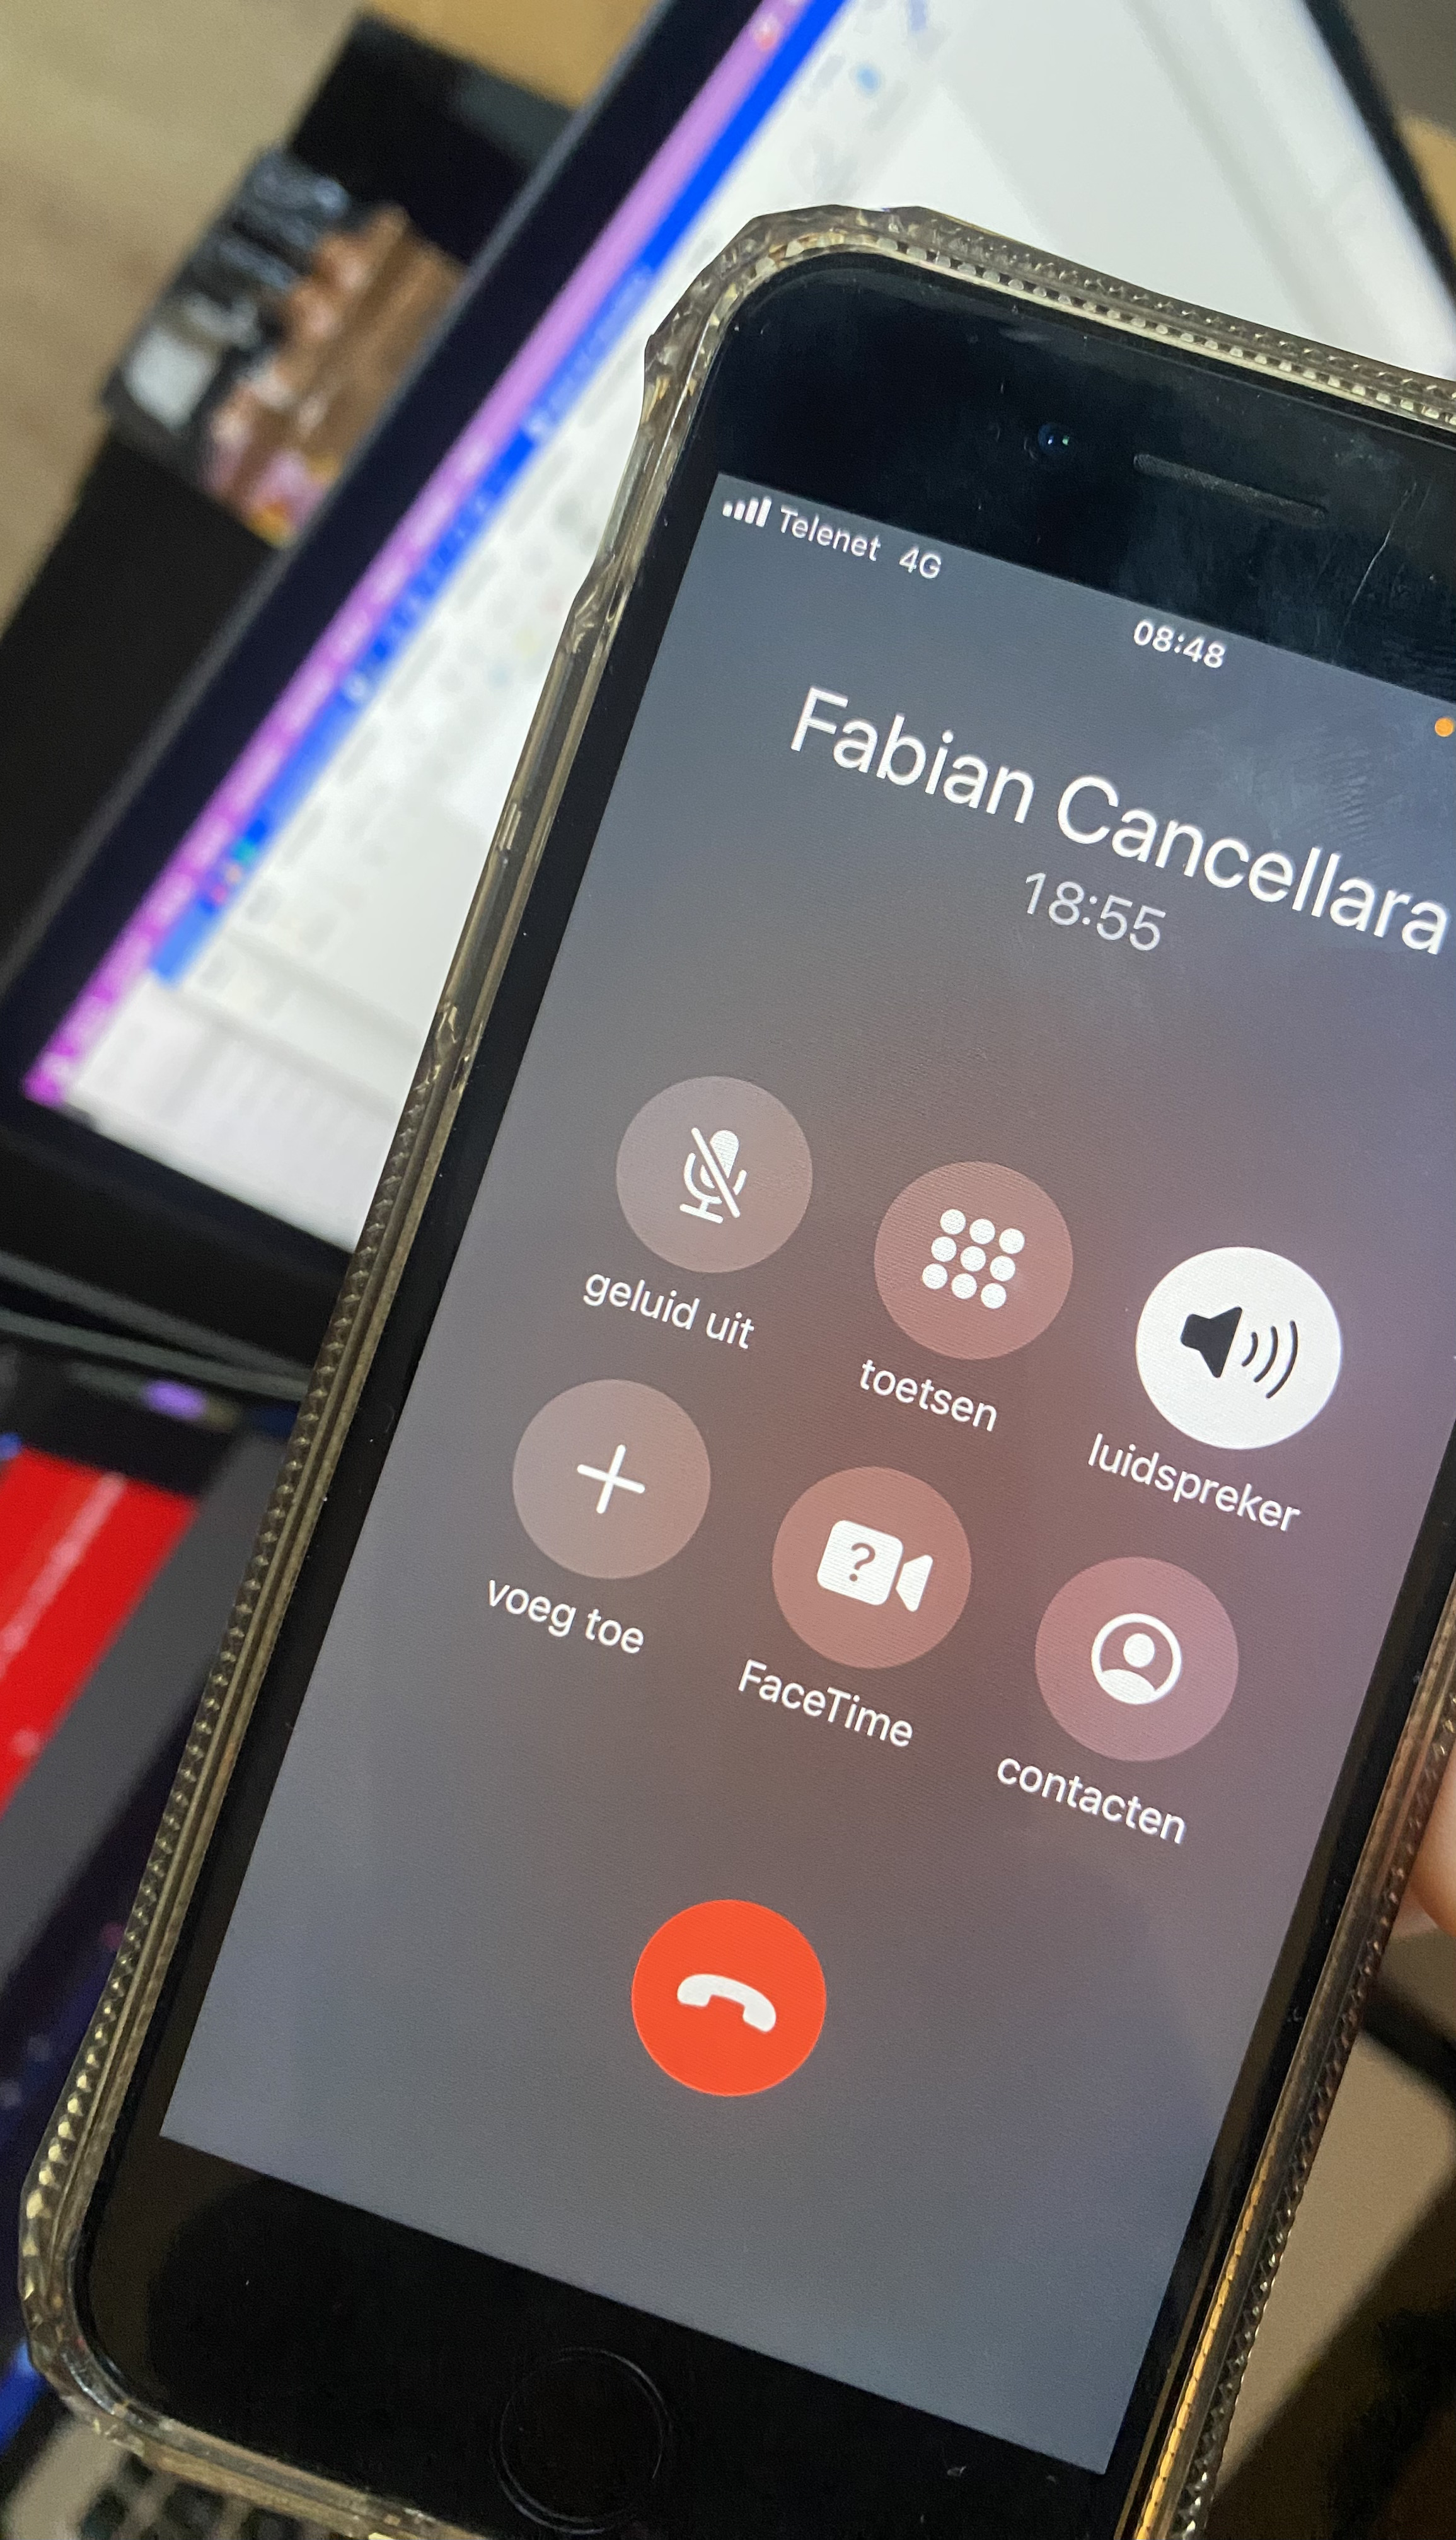 Telenet 4G
08:48
Fabian Cancellara
18:55
geluid uit
toetsen
luidspreker
voeg toe
?
FaceTime
contacten